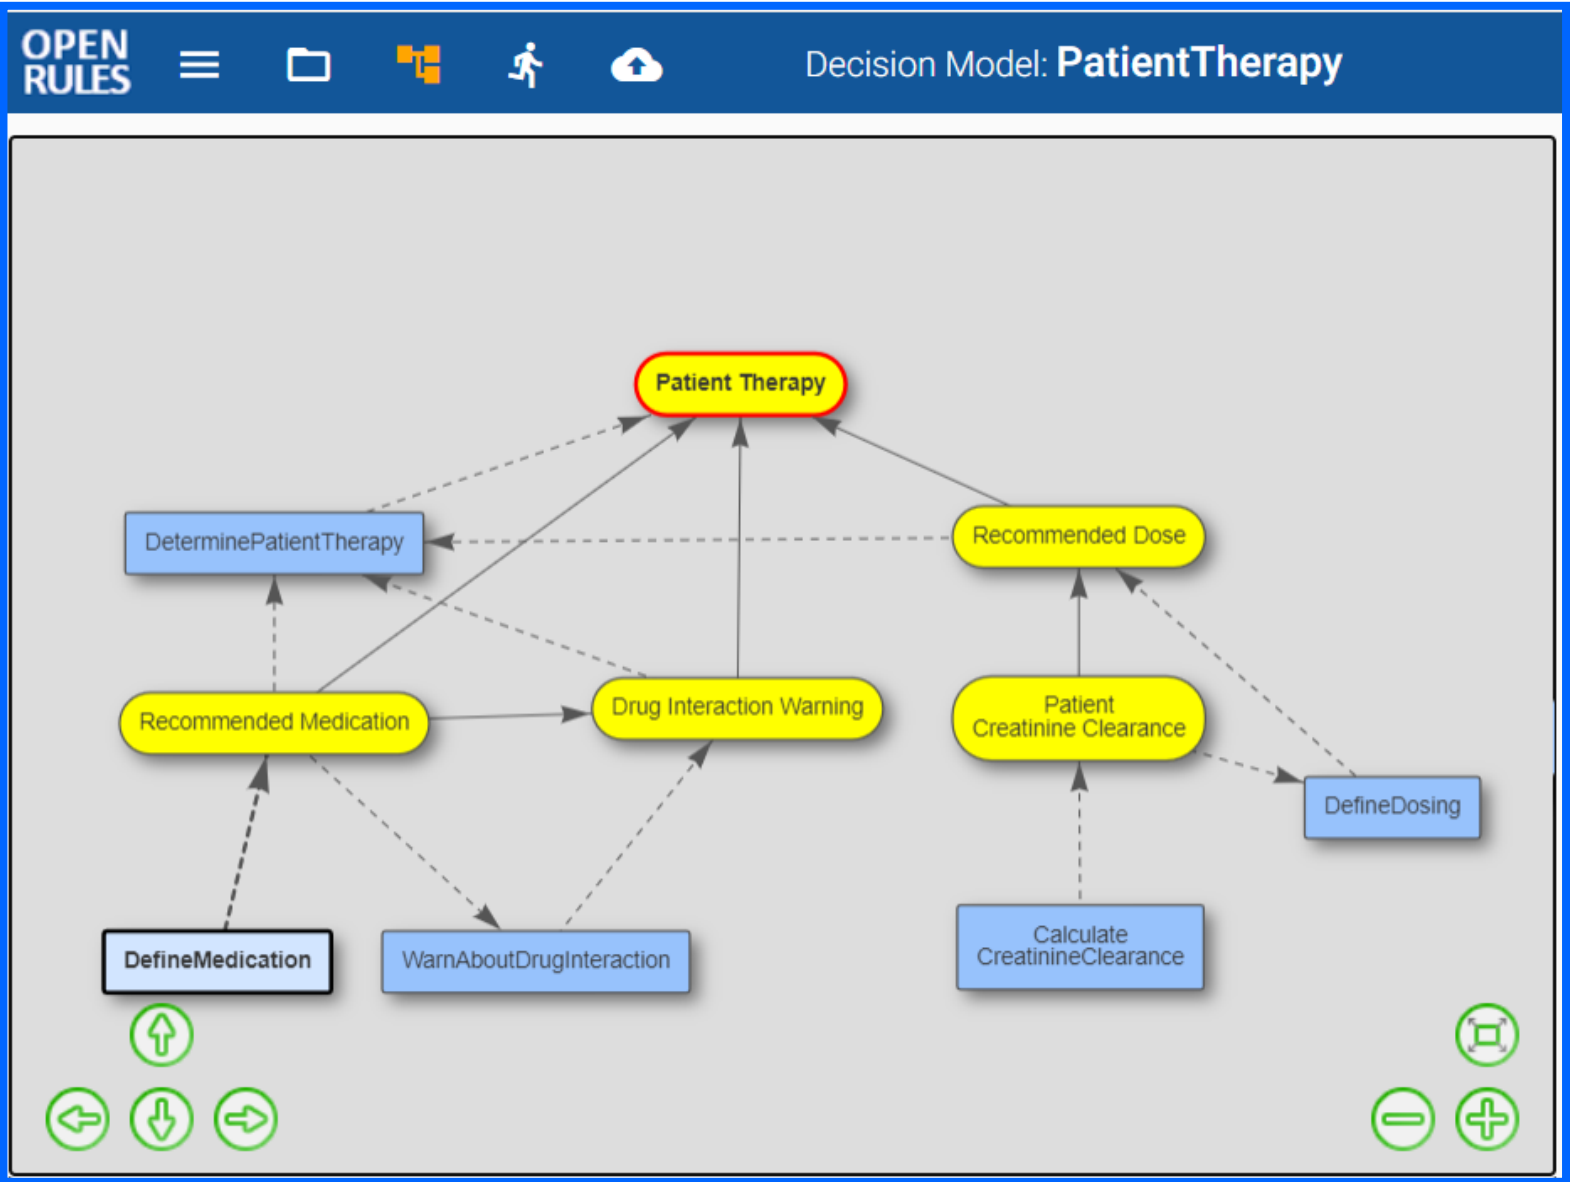 OPEN
RULES
Decision Model: PatientTherapy
Patient Therapy
DeterminePatientTherapy
Recommended Dose
Recommended Medication
Drug Interaction Warning
Patient
Creatinine Clearance
DefineDosing
DefineMedication
WarnAboutDrugInteraction
Calculate
CreatinineClearance